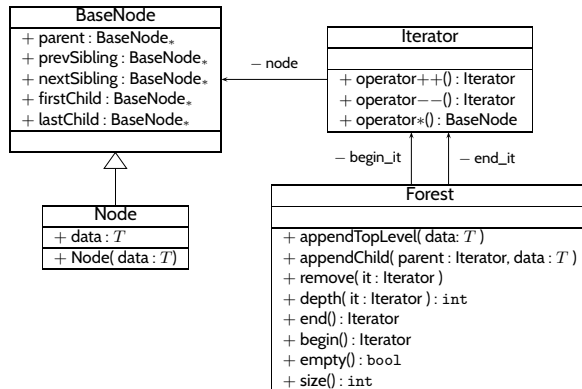 BaseNode
+ parent : BaseNode*
+ prevSibling : BaseNode*
+ nextSibling : BaseNode*
+ firstChild : BaseNode*
+ lastChild : BaseNode*
− node
Iterator
+ operator++() : Iterator
+ operator−−() : Iterator
+ operator*() : BaseNode
− begin_it
− end_it
Node
+ data : T
+ Node( data : T )
Forest
+ appendTopLevel( data: T )
+ appendChild( parent : Iterator, data : T )
+ remove( it : Iterator )
+ depth( it : Iterator ) : int
+ end() : Iterator
+ begin() : Iterator
+ empty() : bool
+ size() : int